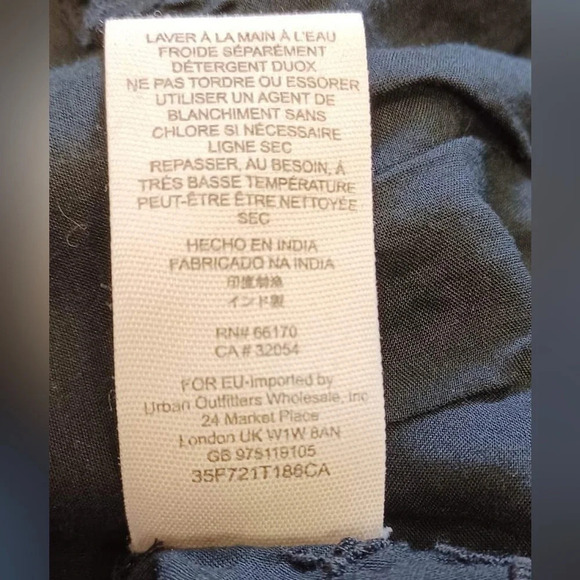 LAVER À LA MAIN À L'EAU
FROIDE SÉPARÉMENT
DÉTERGENT DUOX
NE PAS TORDRE OU ESSORER
UTILISER UN AGENT DE
BLANCHIMENT SANS
CHLORE SI NÉCESSAIRE
LIGNE SEC
REPASSER, AU BESOIN, À
TRÈS BASSE TEMPÉRATURE
PEUT-ÊTRE ÊTRE NETTOYÉE
SEC
HECHO EN INDIA
FABRICADO NA INDIA
印度制造
インド製
RN# 66170
CA # 32054
FOR EU-Imported by
Urban Outfitters Wholesale, Inc
24 Market Place
London UK W1W 8AN
GB 975118105
35F721T186CA